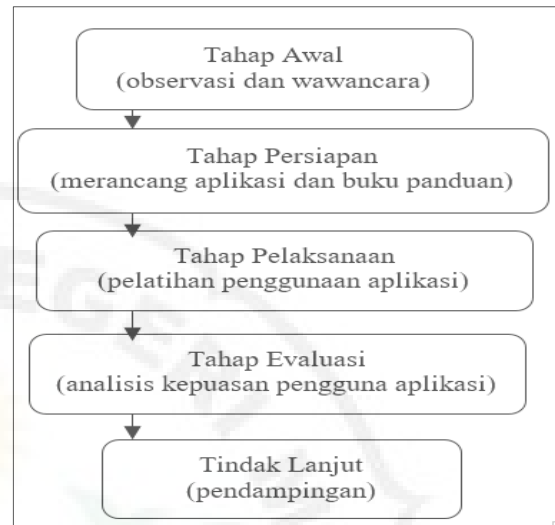 Tahap Awal
(observasi dan wawancara)
Tahap Persiapan
(merancang aplikasi dan buku panduan)
Tahap Pelaksanaan
(pelatihan penggunaan aplikasi)
Tahap Evaluasi
(analisis kepuasan pengguna aplikasi)
Tindak Lanjut
(pendampingan)
EGERI M